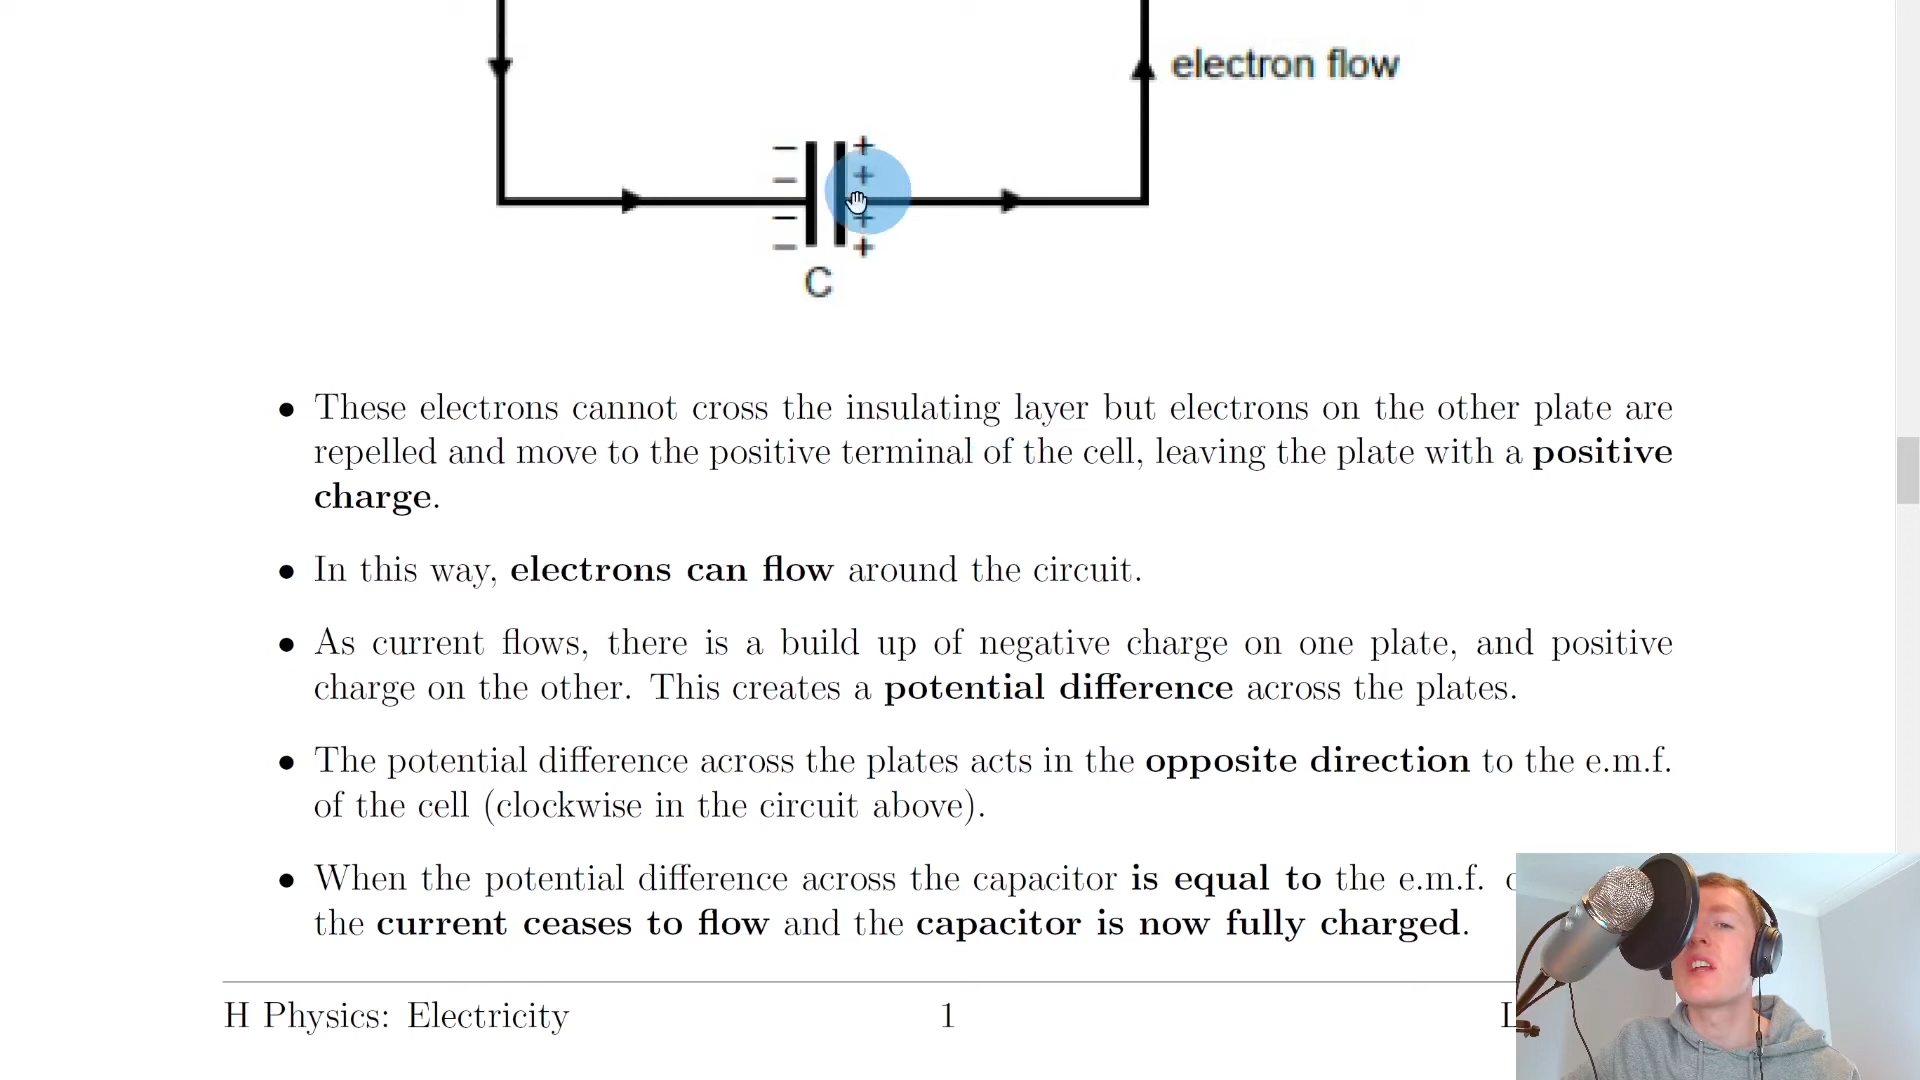 electron flow
− +
− +
− +
− +
C
• These electrons cannot cross the insulating layer but electrons on the other plate are
repelled and move to the positive terminal of the cell, leaving the plate with a positive
charge.
• In this way, electrons can flow around the circuit.
• As current flows, there is a build up of negative charge on one plate, and positive
charge on the other. This creates a potential difference across the plates.
• The potential difference across the plates acts in the opposite direction to the e.m.f.
of the cell (clockwise in the circuit above).
• When the potential difference across the capacitor is equal to the e.m.f.
the current ceases to flow and the capacitor is now fully charged.
H Physics: Electricity 1